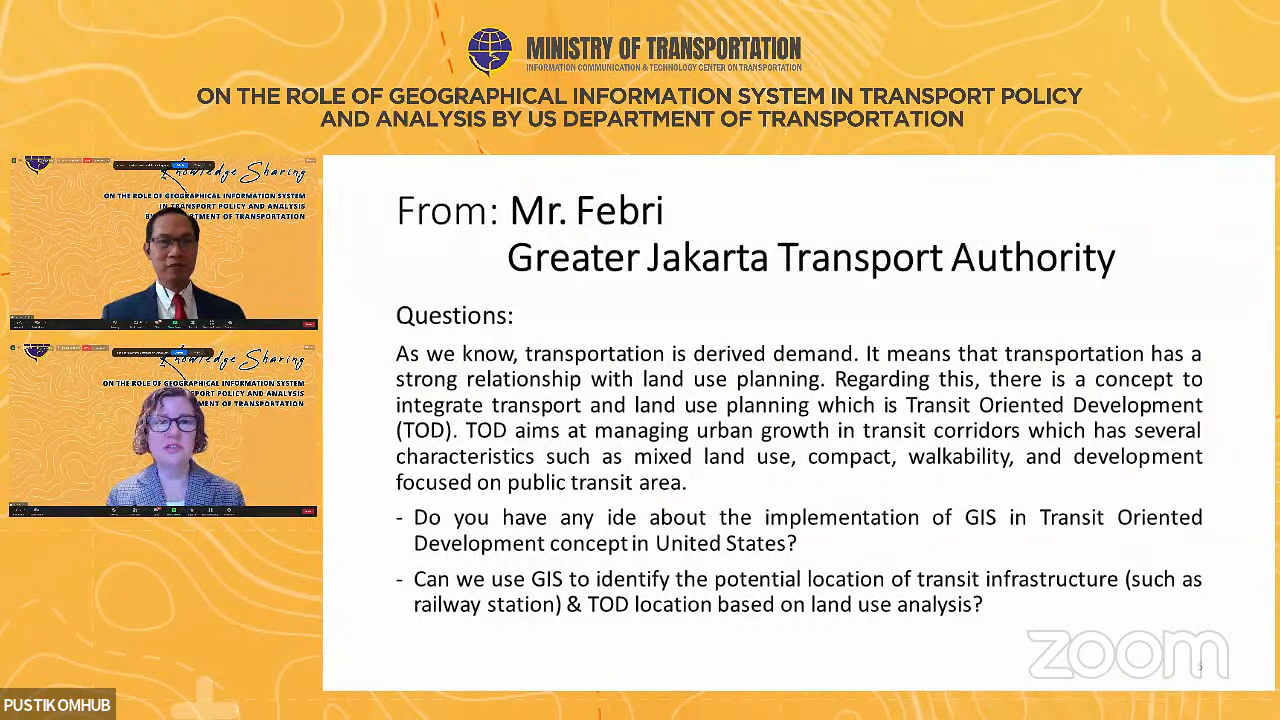 MINISTRY OF TRANSPORTATION
INFORMATION COMMUNICATION & TECHNOLOGY CENTER ON TRANSPORTATION
ON THE ROLE OF GEOGRAPHICAL INFORMATION SYSTEM IN TRANSPORT POLICY
AND ANALYSIS BY US DEPARTMENT OF TRANSPORTATION
Knowledge Sharing
ON THE ROLE OF GEOGRAPHICAL INFORMATION SYSTEM
IN TRANSPORT POLICY AND ANALYSIS
OF TRANSPORTATION
Knowledge Sharing
ON THE ROLE OF GEOGRAPHICAL INFORMATION SYSTEM
POLICY AND ANALYSIS
OF TRANSPORTATION
From: Mr. Febri
Greater Jakarta Transport Authority
Questions:
As we know, transportation is derived demand. It means that transportation has a
strong relationship with land use planning. Regarding this, there is a concept to
integrate transport and land use planning which is Transit Oriented Development
(TOD). TOD aims at managing urban growth in transit corridors which has several
characteristics such as mixed land use, compact, walkability, and development
focused on public transit area.
- Do you have any ide about the implementation of GIS in Transit Oriented
Development concept in United States?
- Can we use GIS to identify the potential location of transit infrastructure (such as
railway station) & TOD location based on land use analysis?
zoom
5
PUSTIKOMHUB